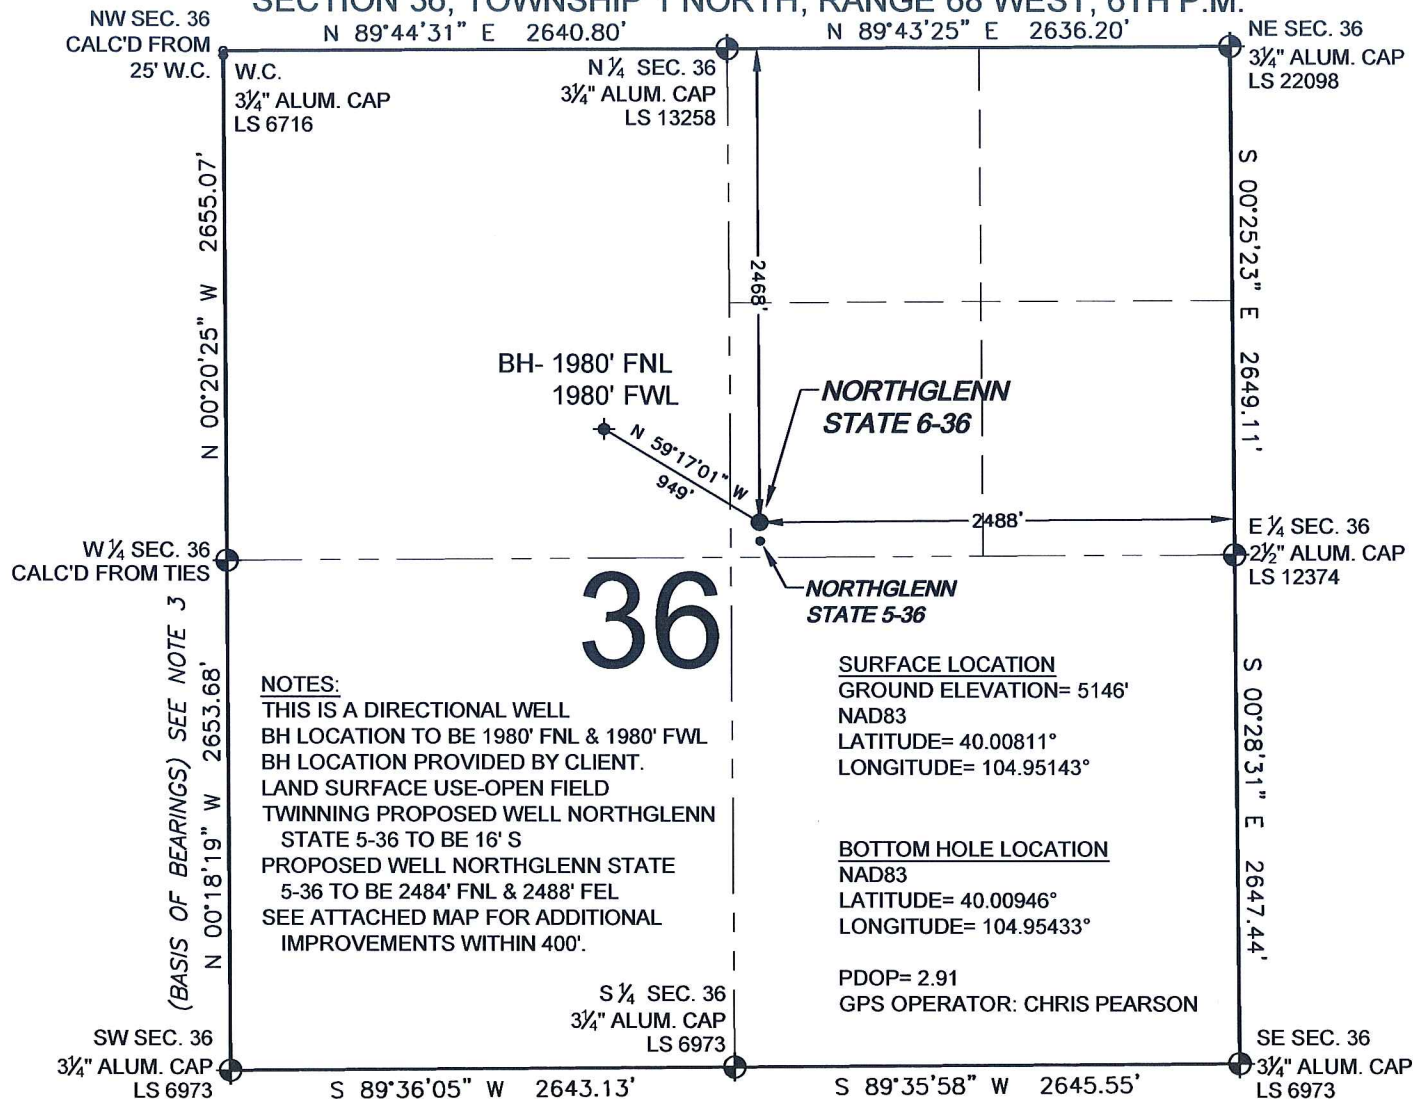 SECTION 36, TOWNSHIP 1 NORTH, RANGE 68 WEST, 6TH P.M.
NW SEC. 36
CALC'D FROM
25' W.C.
N 89°44'31" E 2640.80'
N 89°43'25" E 2636.20'
NE SEC. 36
3¼" ALUM. CAP
LS 22098
W.C.
3¼" ALUM. CAP
LS 6716
N ¼ SEC. 36
3¼" ALUM. CAP
LS 13258
N 00°20'25" W 2655.07'
S 00°25'23" E 2649.11'
2468'
BH- 1980' FNL
1980' FWL
NORTHGLENN
STATE 6-36
N 59°17'01" W
949'
2488'
W ¼ SEC. 36
CALC'D FROM TIES
E ¼ SEC. 36
2½" ALUM. CAP
LS 12374
NORTHGLENN
STATE 5-36
36
(BASIS OF BEARINGS) SEE NOTE 3
N 00°18'19" W 2653.68'
S 00°28'31" E 2647.44'
NOTES:
THIS IS A DIRECTIONAL WELL
BH LOCATION TO BE 1980' FNL & 1980' FWL
BH LOCATION PROVIDED BY CLIENT.
LAND SURFACE USE-OPEN FIELD
TWINNING PROPOSED WELL NORTHGLENN
STATE 5-36 TO BE 16' S
PROPOSED WELL NORTHGLENN STATE
5-36 TO BE 2484' FNL & 2488' FEL
SEE ATTACHED MAP FOR ADDITIONAL
IMPROVEMENTS WITHIN 400'.
SURFACE LOCATION
GROUND ELEVATION= 5146'
NAD83
LATITUDE= 40.00811°
LONGITUDE= 104.95143°
BOTTOM HOLE LOCATION
NAD83
LATITUDE= 40.00946°
LONGITUDE= 104.95433°
PDOP= 2.91
GPS OPERATOR: CHRIS PEARSON
S ¼ SEC. 36
3¼" ALUM. CAP
LS 6973
SW SEC. 36
3¼" ALUM. CAP
LS 6973
SE SEC. 36
3¼" ALUM. CAP
LS 6973
S 89°36'05" W 2643.13'
S 89°35'58" W 2645.55'